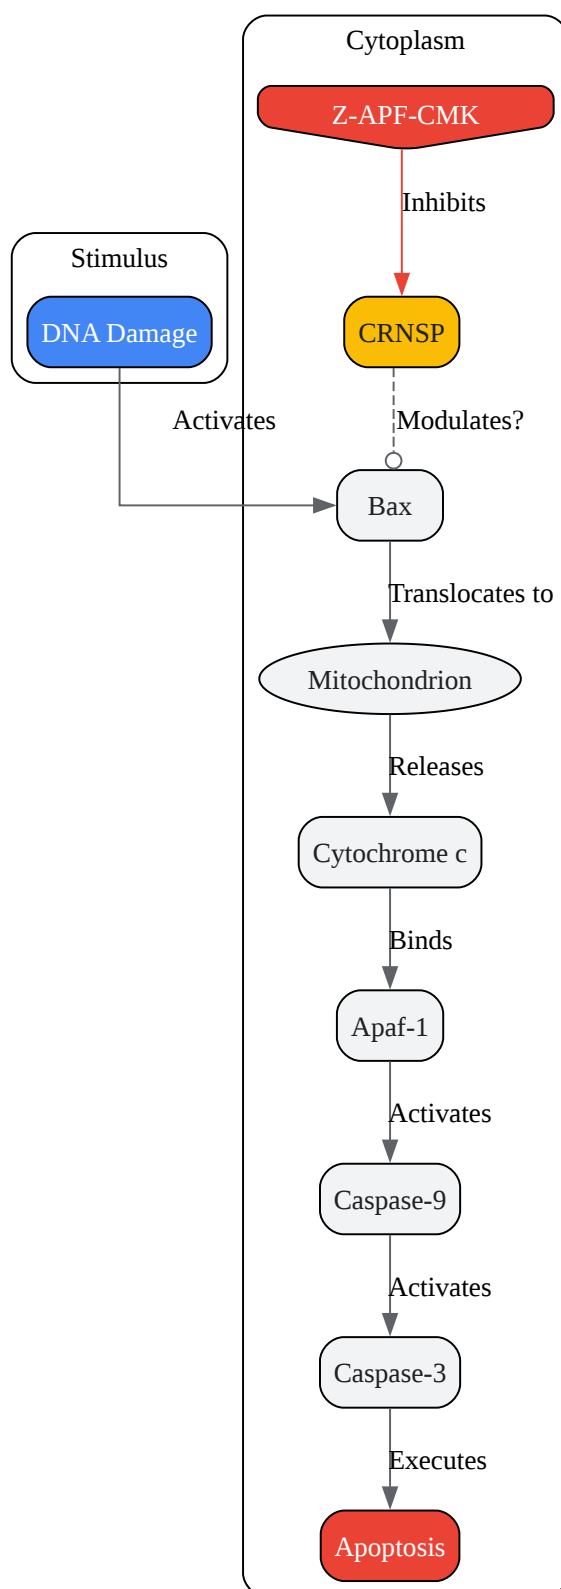 Cytoplasm
Z-APF-CMK
Inhibits
Stimulus
DNA Damage
CRNSP
Activates
Modulates?
Bax
Translocates to
Mitochondrion
Releases
Cytochrome c
Binds
Apaf-1
Activates
Caspase-9
Activates
Caspase-3
Executes
Apoptosis